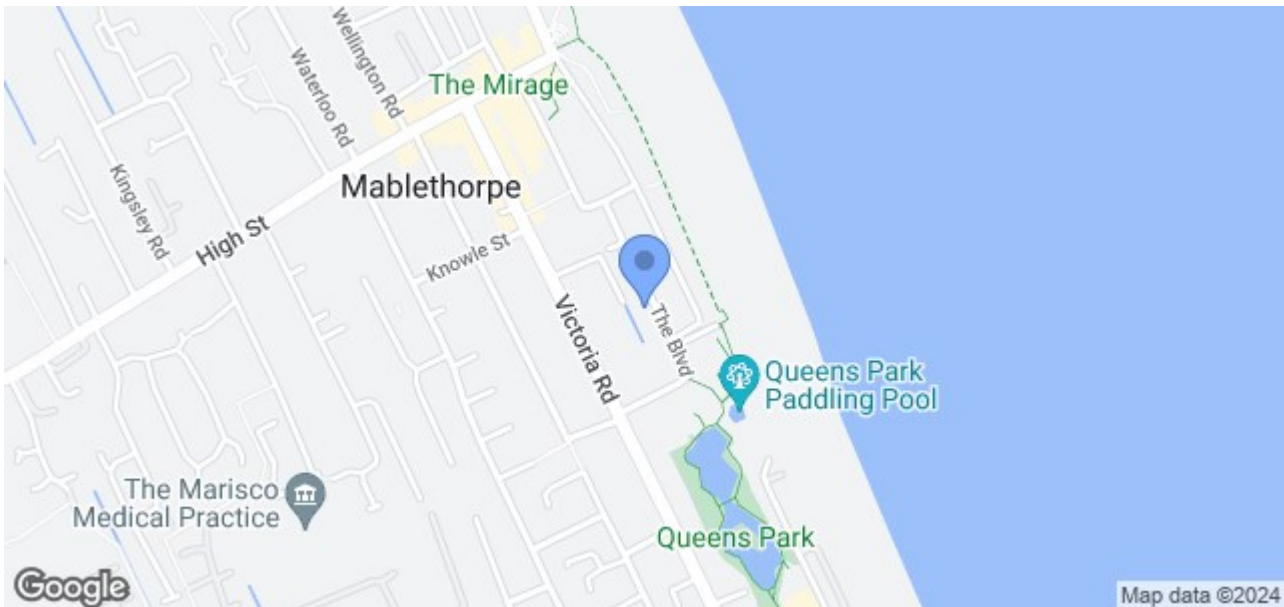 Wellington Rd
Waterloo Rd
The Mirage
Kingsley Rd
Mablethorpe
High St
Knowle St
Victoria Rd
The Blvd
Queens Park
Paddling Pool
The Marisco
Medical Practice
Queens Park
Google
Map data ©2024